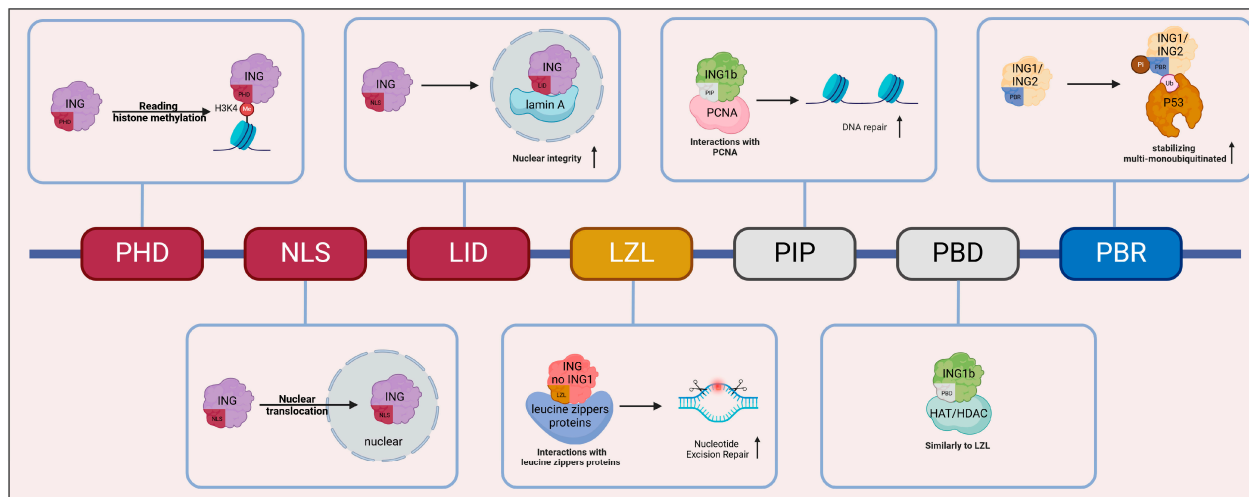 ING
PHD
Reading
histone methylation
H3K4
ING
PHD
Me
ING
NLS
ING
LID
lamin A
Nuclear integrity
ING1b
PIP
PCNA
Interactions with
PCNA
DNA repair
ING1/
ING2
PBR
ING1/
ING2
Pi
PBR
Ub
P53
stabilizing
multi-monoubiquitinated
PHD
NLS
LID
LZL
PIP
PBD
PBR
ING
NLS
Nuclear
translocation
ING
NLS
nuclear
ING
no ING1
LZL
leucine zippers
proteins
Interactions with
leucine zippers proteins
Nucleotide
Excision Repair
ING1b
PBD
HAT/HDAC
Similarly to LZL